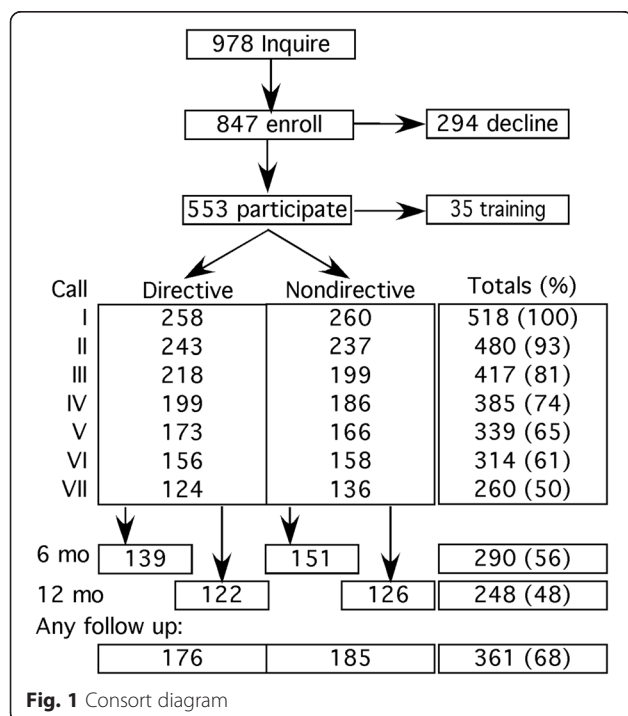 978 Inquire
847 enroll 294 decline
553 participate 35 training
Call Directive Nondirective Totals (%)
I 258 260 518 (100)
II 243 237 480 (93)
III 218 199 417 (81)
IV 199 186 385 (74)
V 173 166 339 (65)
VI 156 158 314 (61)
VII 124 136 260 (50)
6 mo 139 151 290 (56)
12 mo 122 126 248 (48)
Any follow up:
176 185 361 (68)
Fig. 1 Consort diagram